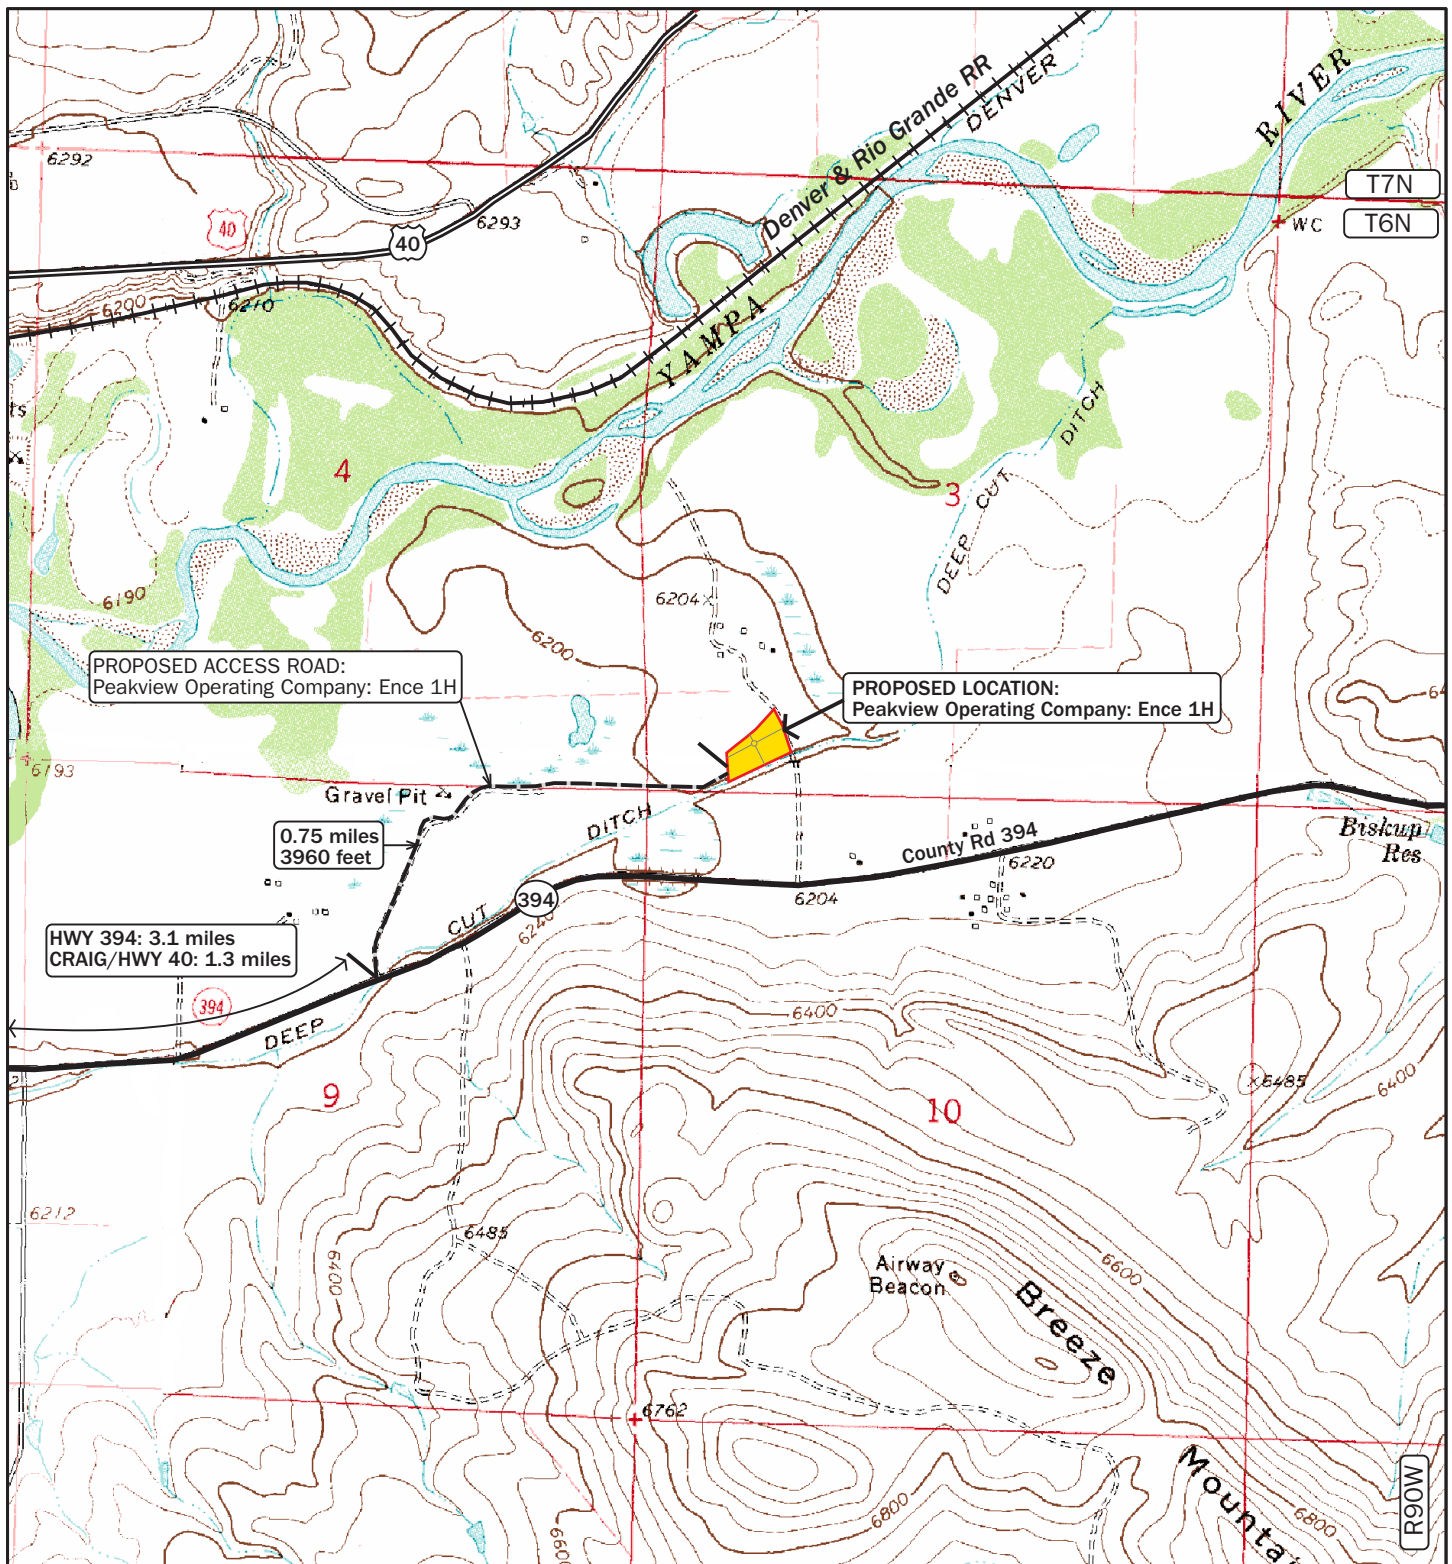 Denver & Rio Grande RR
DENVER
RIVER
6292
T7N
40
6293
40
T6N
WC
6200
6210
YAMPA
DITCH
4
3
CUT
DEEP
6190
6204
6200
PROPOSED ACCESS ROAD:
Peakview Operating Company: Ence 1H
PROPOSED LOCATION:
Peakview Operating Company: Ence 1H
6193
Gravel Pit
DITCH
0.75 miles
3960 feet
County Rd 394
Biskup
Res
6220
394
6204
CUT
6240
HWY 394: 3.1 miles
CRAIG/HWY 40: 1.3 miles
394
6400
DEEP
6485
6400
9
10
6212
6485
6400
Airway
Beacon
6600
Breeze
6762
Mountai
R90W
6800
6800
6600